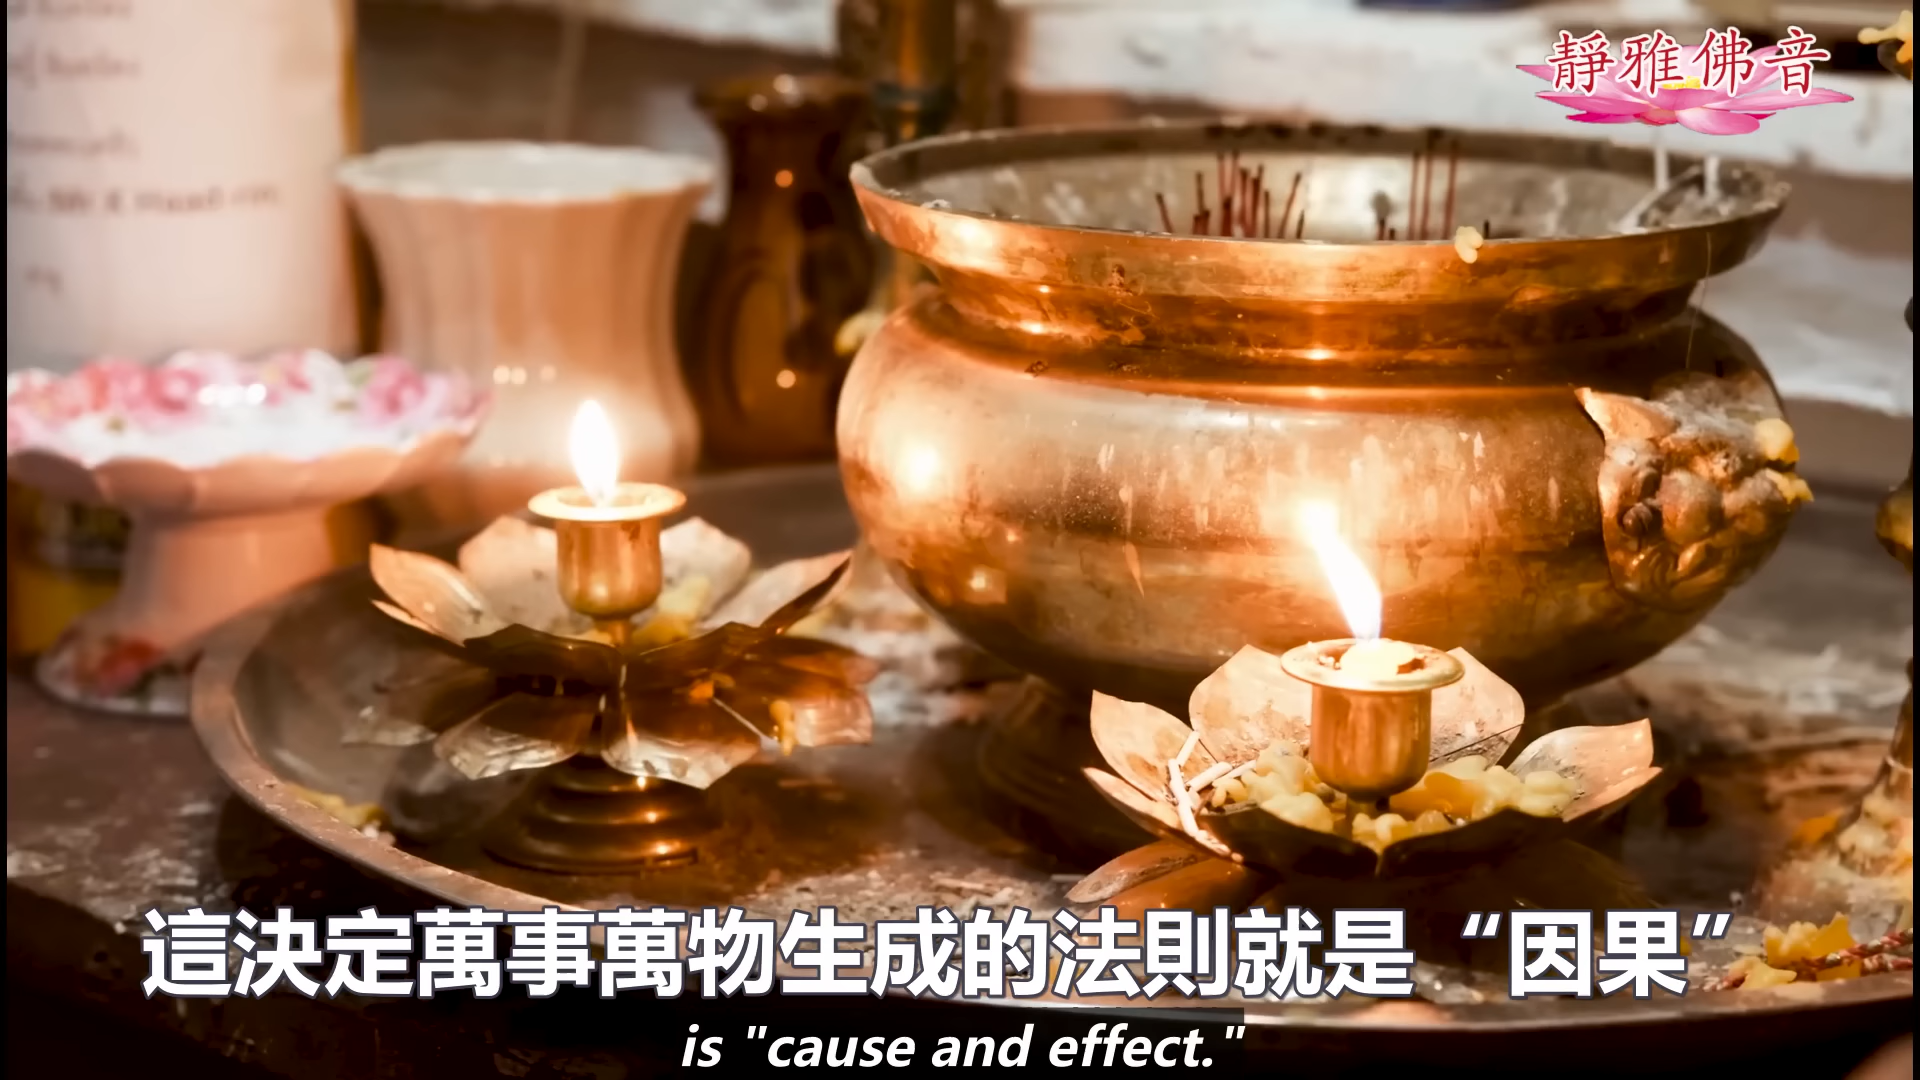 靜雅佛音
這決定萬事萬物生成的法則就是“因果”
is "cause and effect."